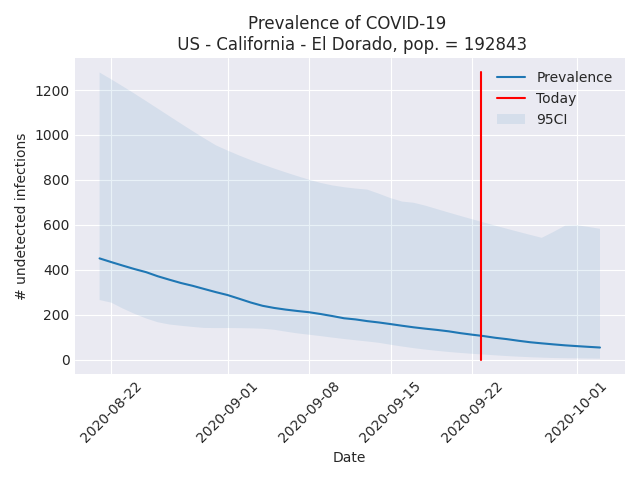 Prevalence of COVID-19
US - California - El Dorado, pop. = 192843
Prevalence
Today
95CI
# undetected infections
1200
1000
800
600
400
200
0
2020-08-22
2020-09-01
2020-09-08
2020-09-15
2020-09-22
2020-10-01
Date